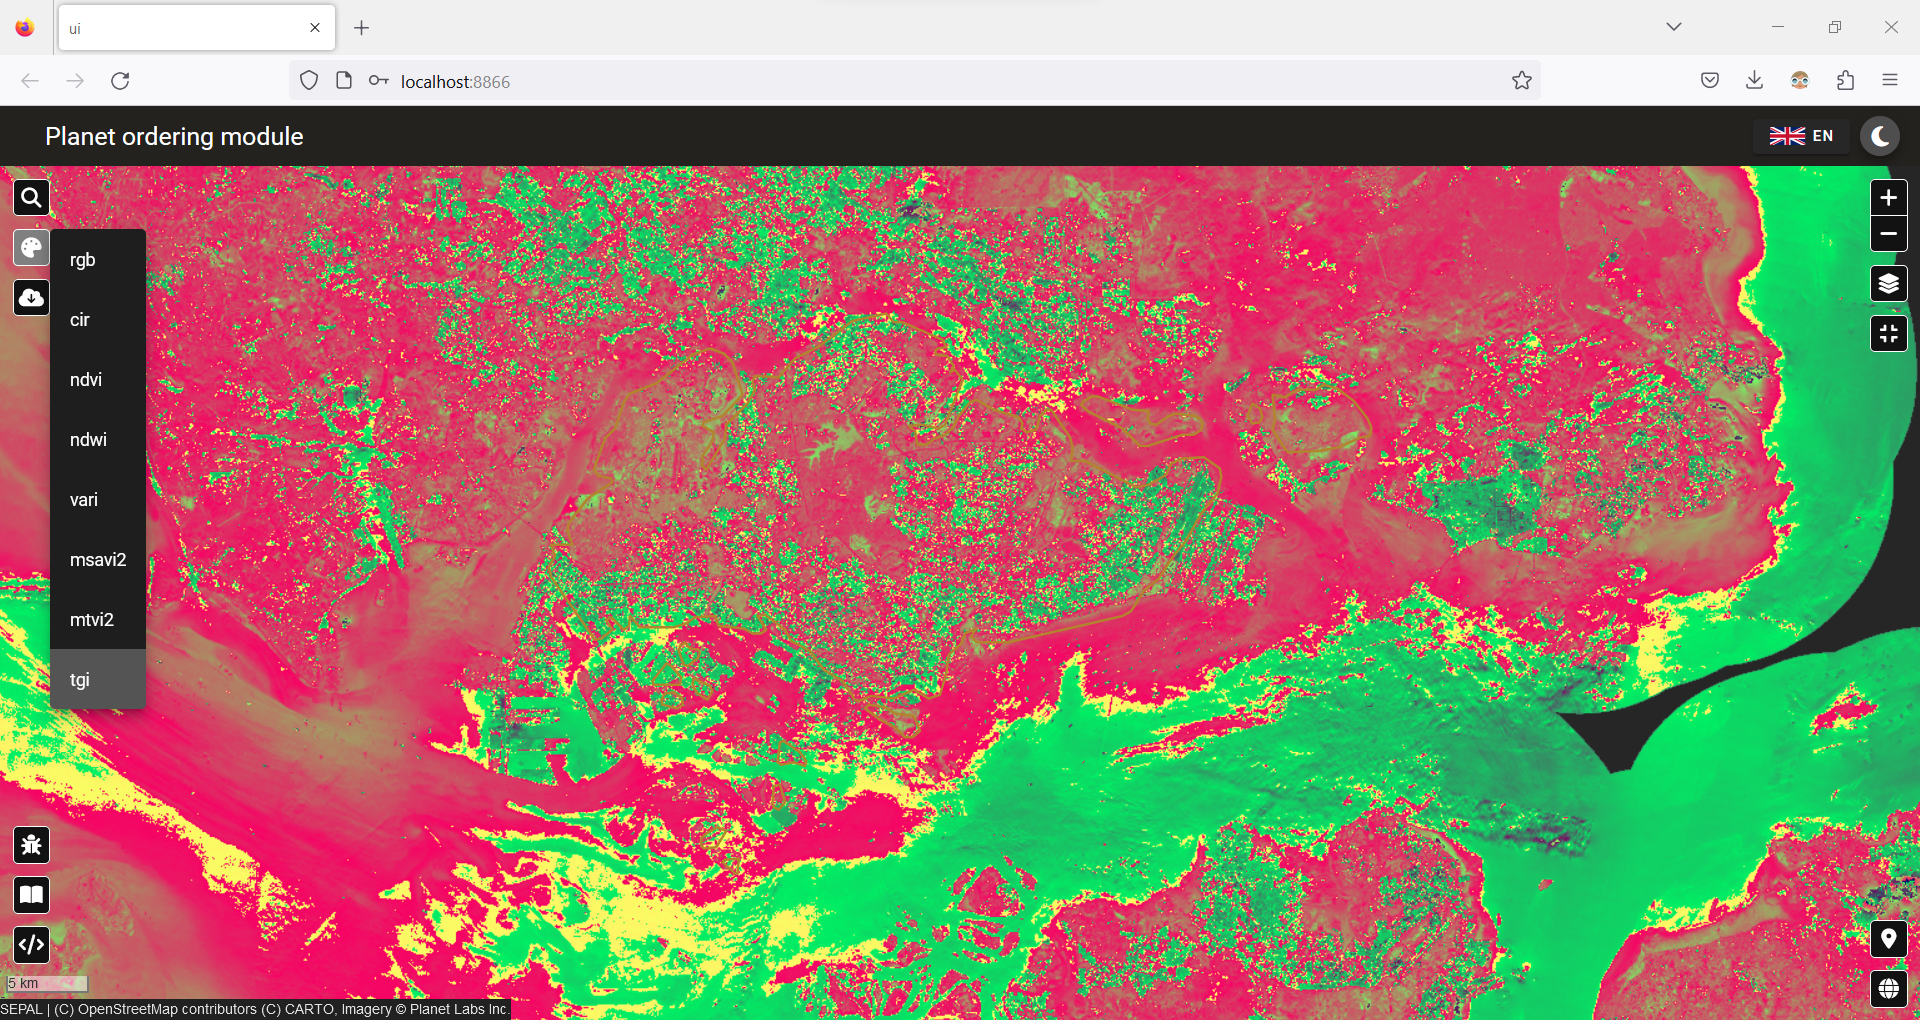 ui
localhost:8866
Planet ordering module
EN
rgb
cir
ndvi
ndwi
vari
msavi2
mtvi2
tgi
5 km
SEPAL | (C) OpenStreetMap contributors (C) CARTO, Imagery © Planet Labs Inc.